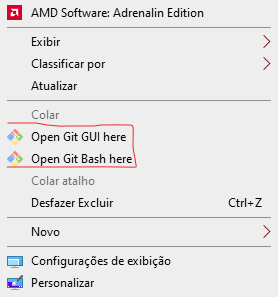 AMD Software: Adrenalin Edition
Exibir
Classificar por
Atualizar
Colar
Open Git GUI here
Open Git Bash here
Colar atalho
Desfazer Excluir Ctrl+Z
Novo
Configurações de exibição
Personalizar